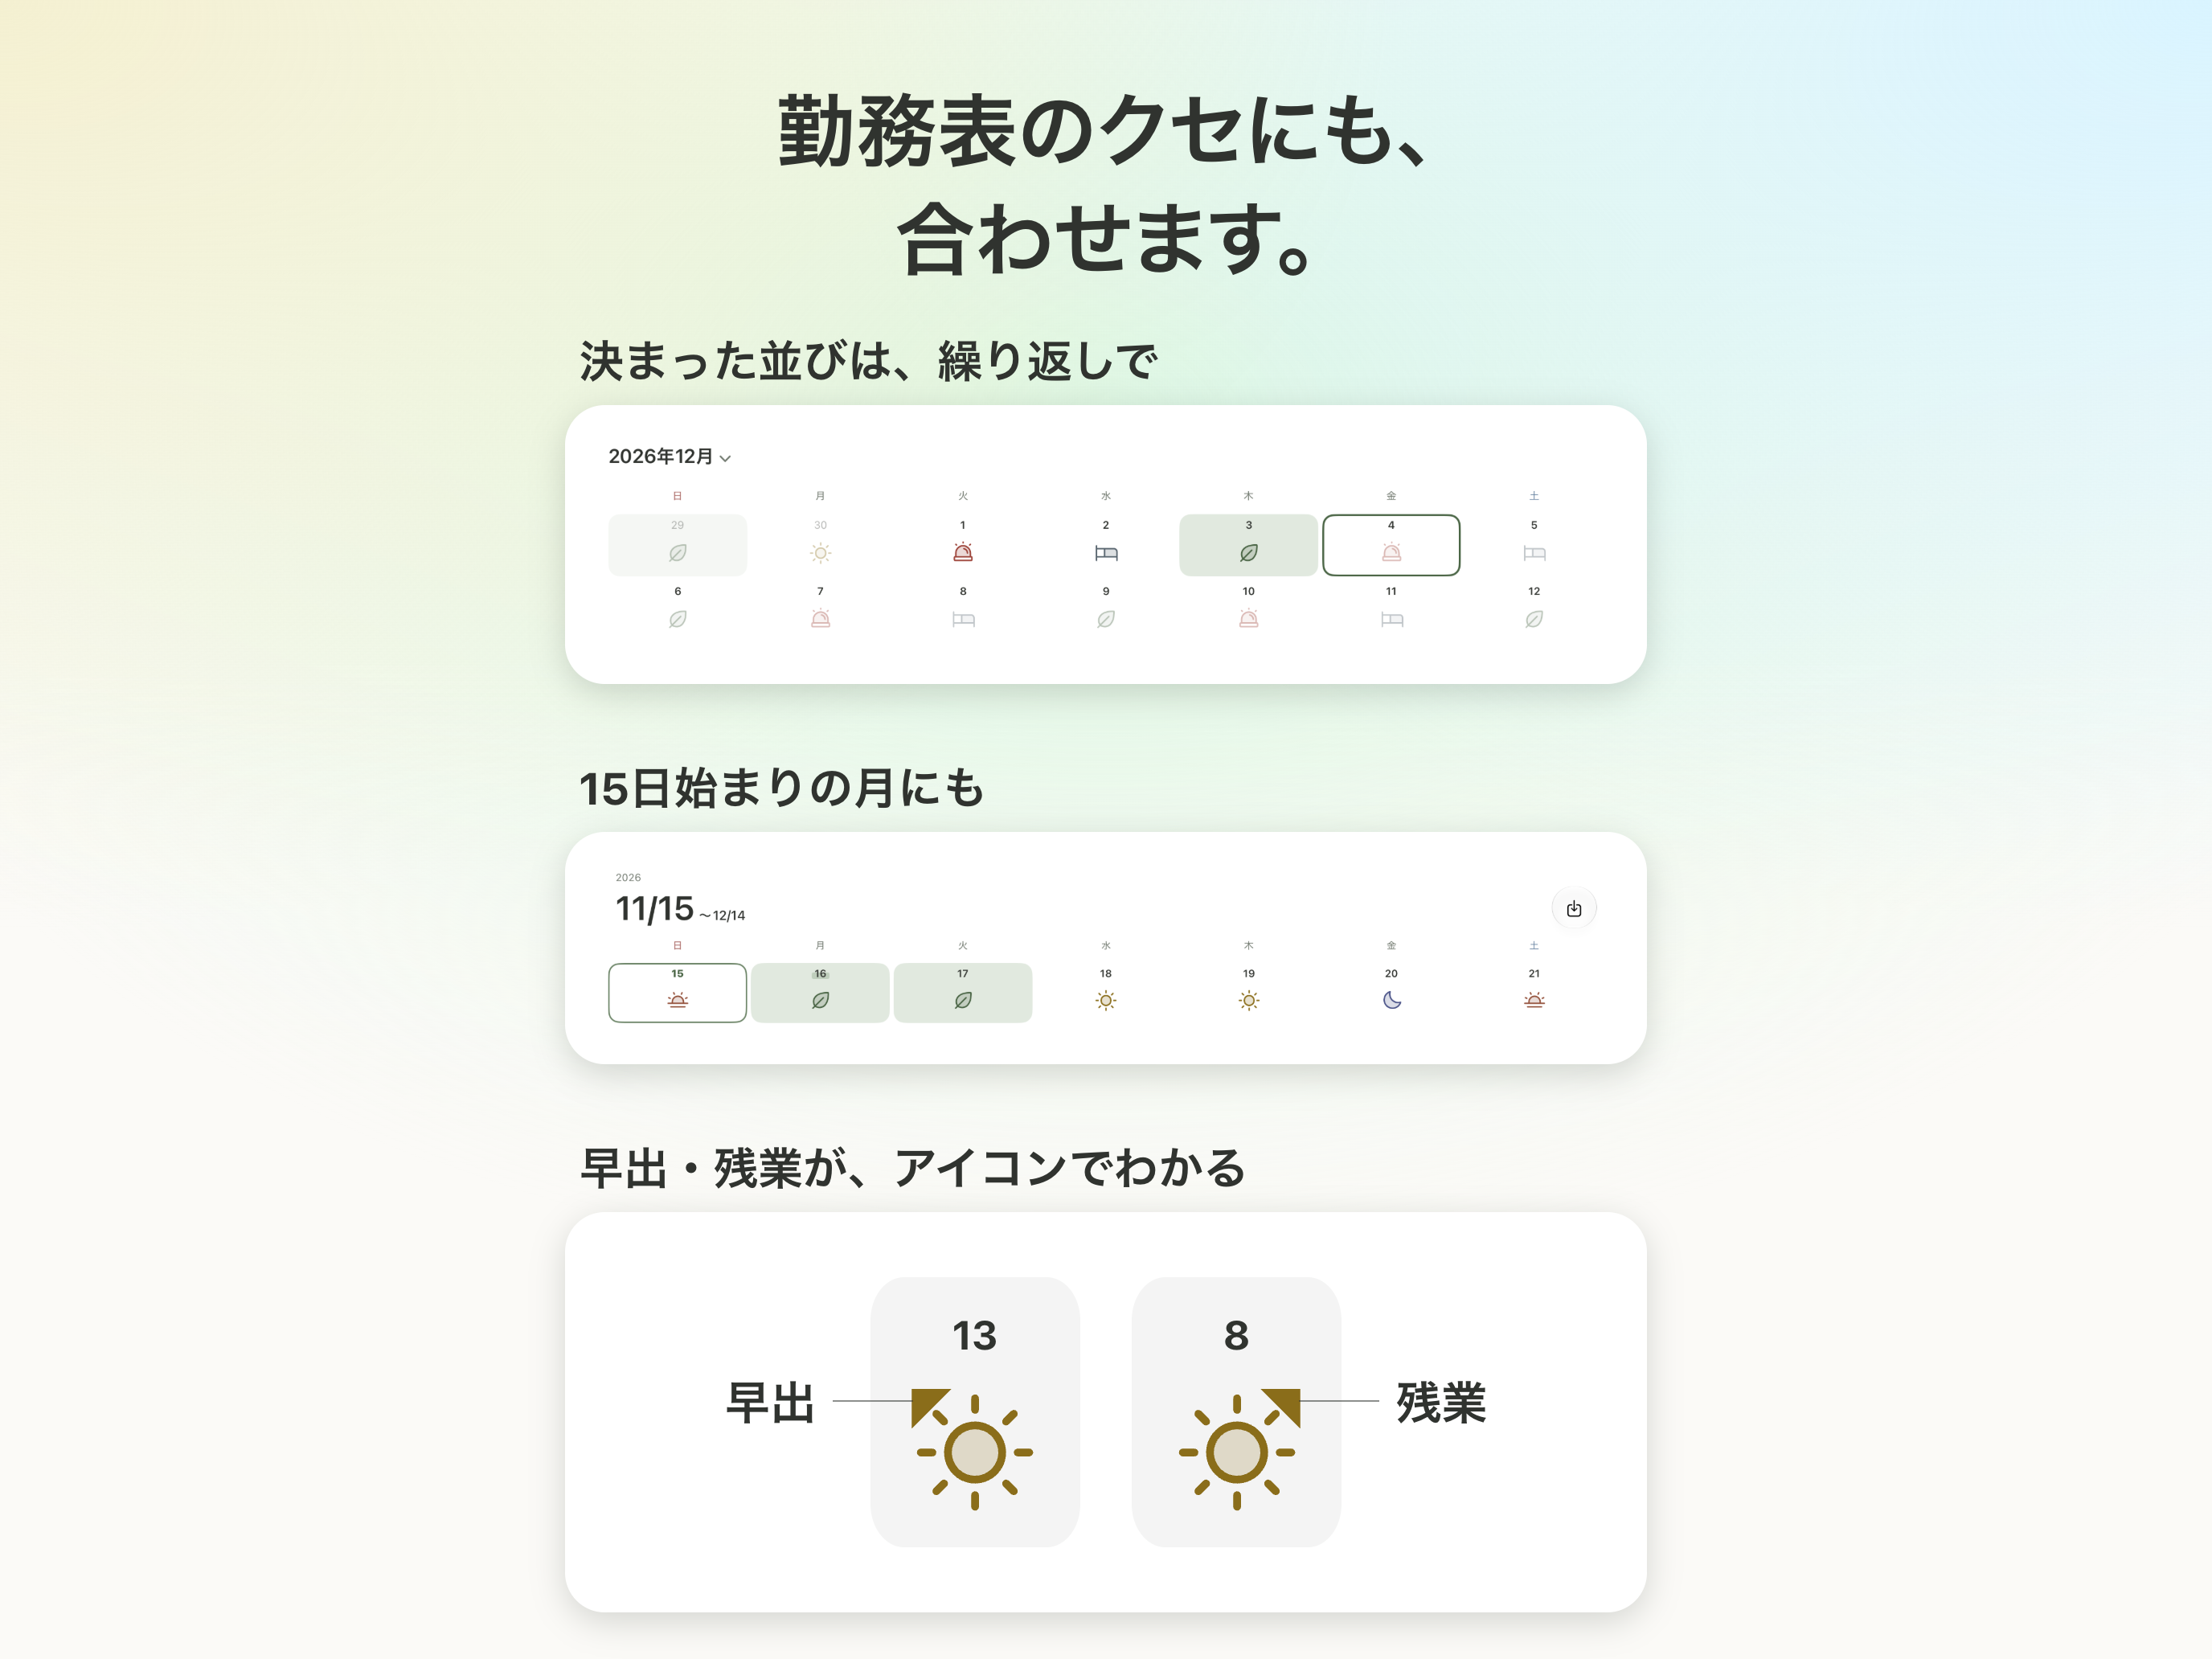 勤務表のクセにも、
合わせます。
決まった並びは、繰り返しで
2026年12月
日 月 火 水 木 金 土
29 30 1 2 3 4 5
6 7 8 9 10 11 12
15日始まりの月にも
2026
11/15 〜12/14
日 月 火 水 木 金 土
15 16 17 18 19 20 21
早出・残業が、アイコンでわかる
13 8
早出 残業